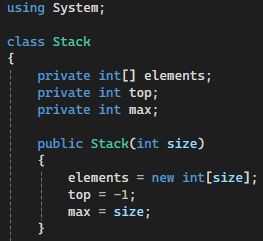 using System;
class Stack
{
private int[] elements;
private int top;
private int max;
public Stack(int size)
{
elements = new int[size];
top = -1;
max = size;
}